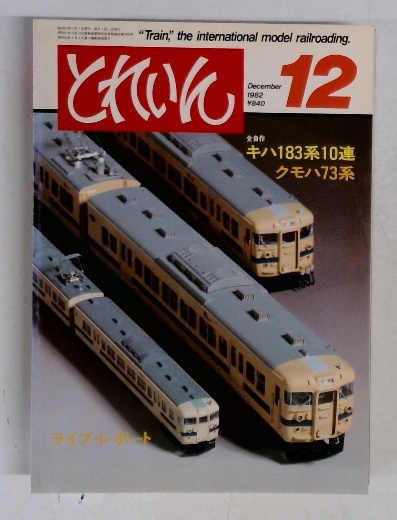 "Train," the international model railroading.
とれいん
December
1982
¥840
12
全自作
キハ183系10連
クモハ73系
ライブ・レポート